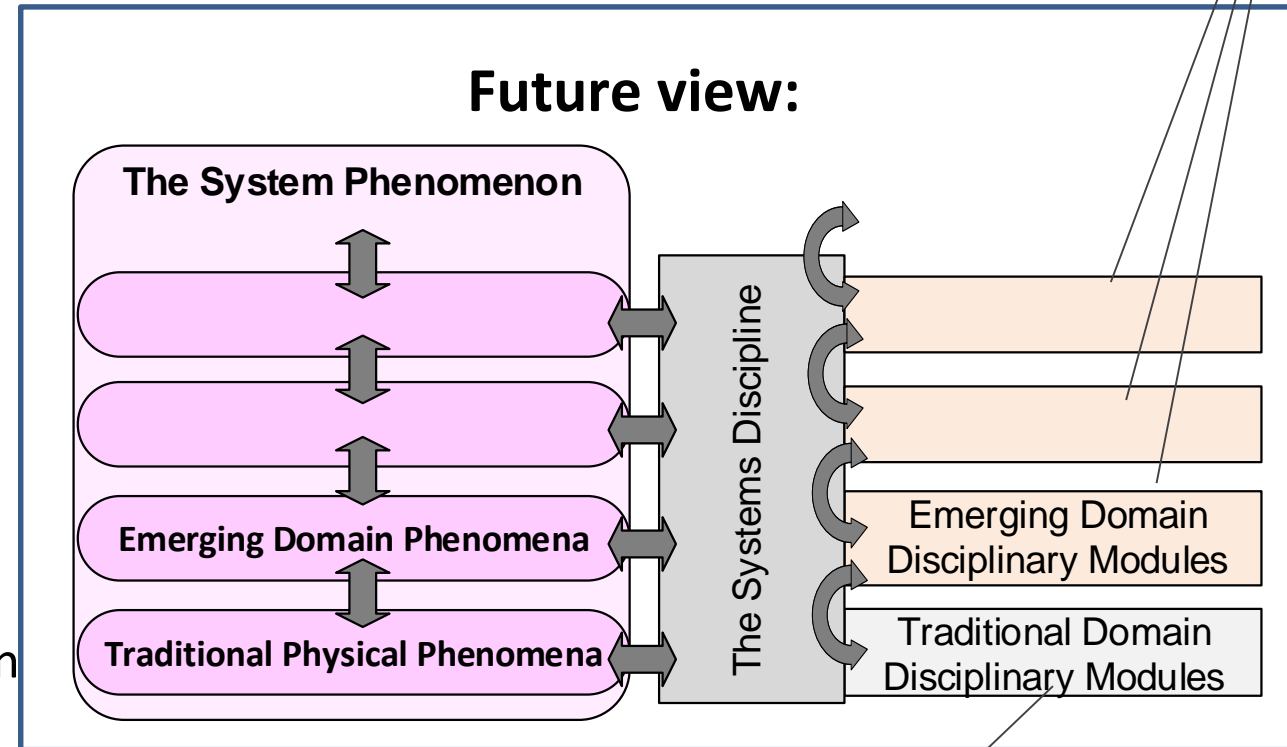 Future view:
The System Phenomenon
Emerging Domain Phenomena
Traditional Physical Phenomena
The Systems Discipline
Emerging Domain
Disciplinary Modules
Traditional Domain
Disciplinary Modules
n